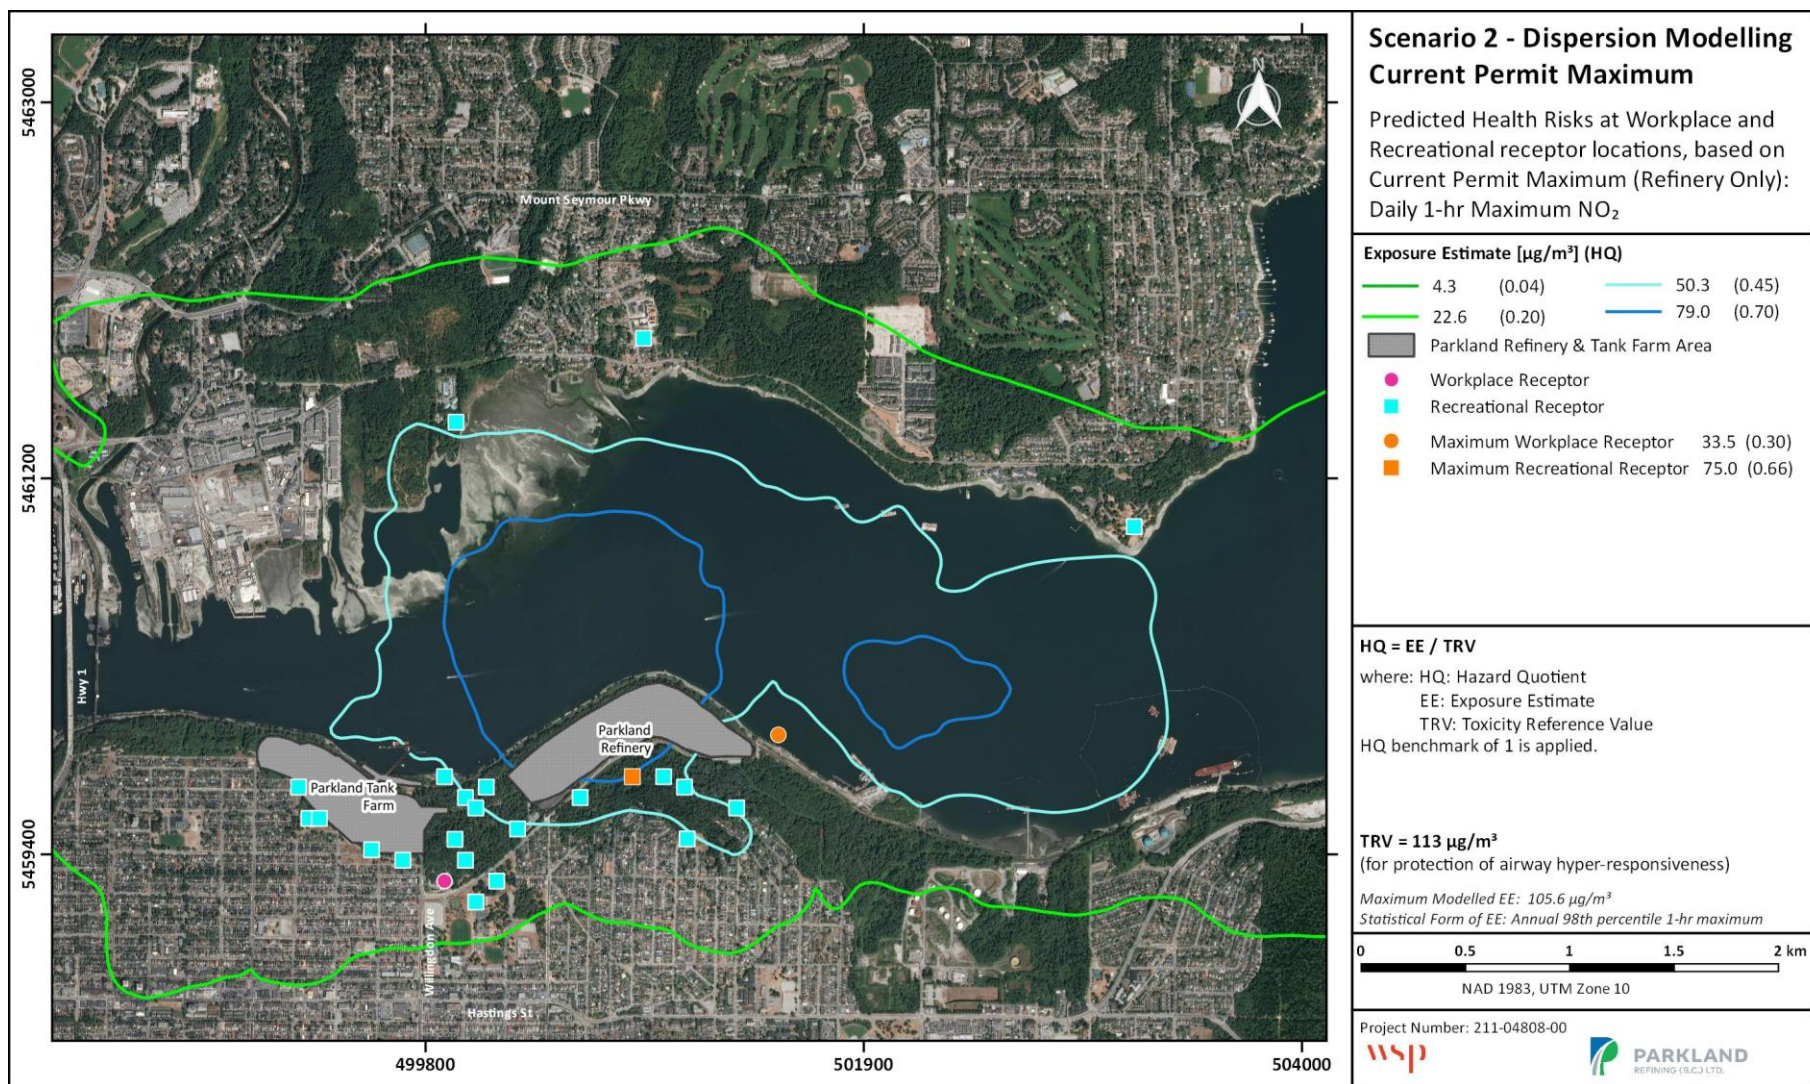 Scenario 2 - Dispersion Modelling
Current Permit Maximum
Predicted Health Risks at Workplace and
Recreational receptor locations, based on
Current Permit Maximum (Refinery Only):
Daily 1-hr Maximum NO₂
Exposure Estimate [µg/m³] (HQ)
4.3 (0.04) 50.3 (0.45)
22.6 (0.20) 79.0 (0.70)
Parkland Refinery & Tank Farm Area
Workplace Receptor
Recreational Receptor
Maximum Workplace Receptor 33.5 (0.30)
Maximum Recreational Receptor 75.0 (0.66)
HQ = EE / TRV
where: HQ: Hazard Quotient
EE: Exposure Estimate
TRV: Toxicity Reference Value
HQ benchmark of 1 is applied.
TRV = 113 µg/m³
(for protection of airway hyper-responsiveness)
Maximum Modelled EE: 105.6 µg/m³
Statistical Form of EE: Annual 98th percentile 1-hr maximum
0 0.5 1 1.5 2 km
NAD 1983, UTM Zone 10
Project Number: 211-04808-00
wsp
PARKLAND
REFINING (B.C.) LTD.
N
5463000
5461200
5459400
499800
501900
504000
Mount Seymour Pkwy
Hwy 1
Parkland
Refinery
Parkland Tank
Farm
Willingdon Ave
Hastings St